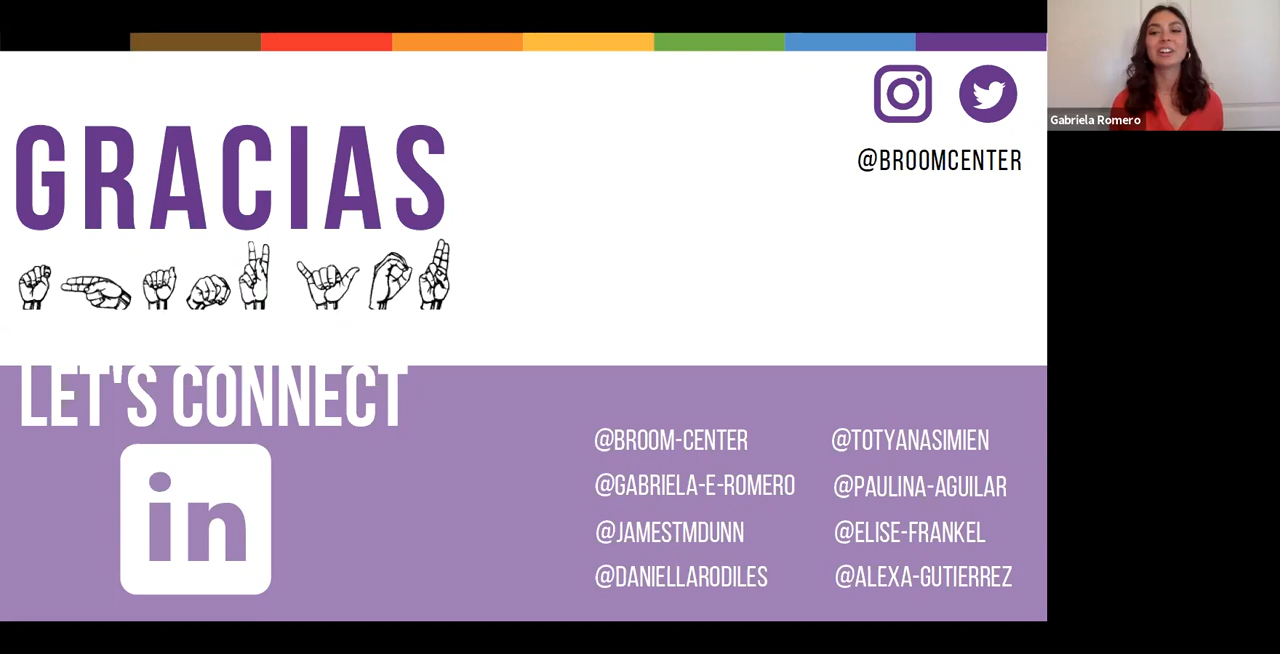 GRACIAS
LET'S CONNECT
in
@BROOMCENTER
@BROOM-CENTER
@GABRIELA-E-ROMERO
@JAMESTMDUNN
@DANIELLARODILES
@TOTYANASIMIEN
@PAULINA-AGUILAR
@ELISE-FRANKEL
@ALEXA-GUTIERREZ
Gabriela Romero